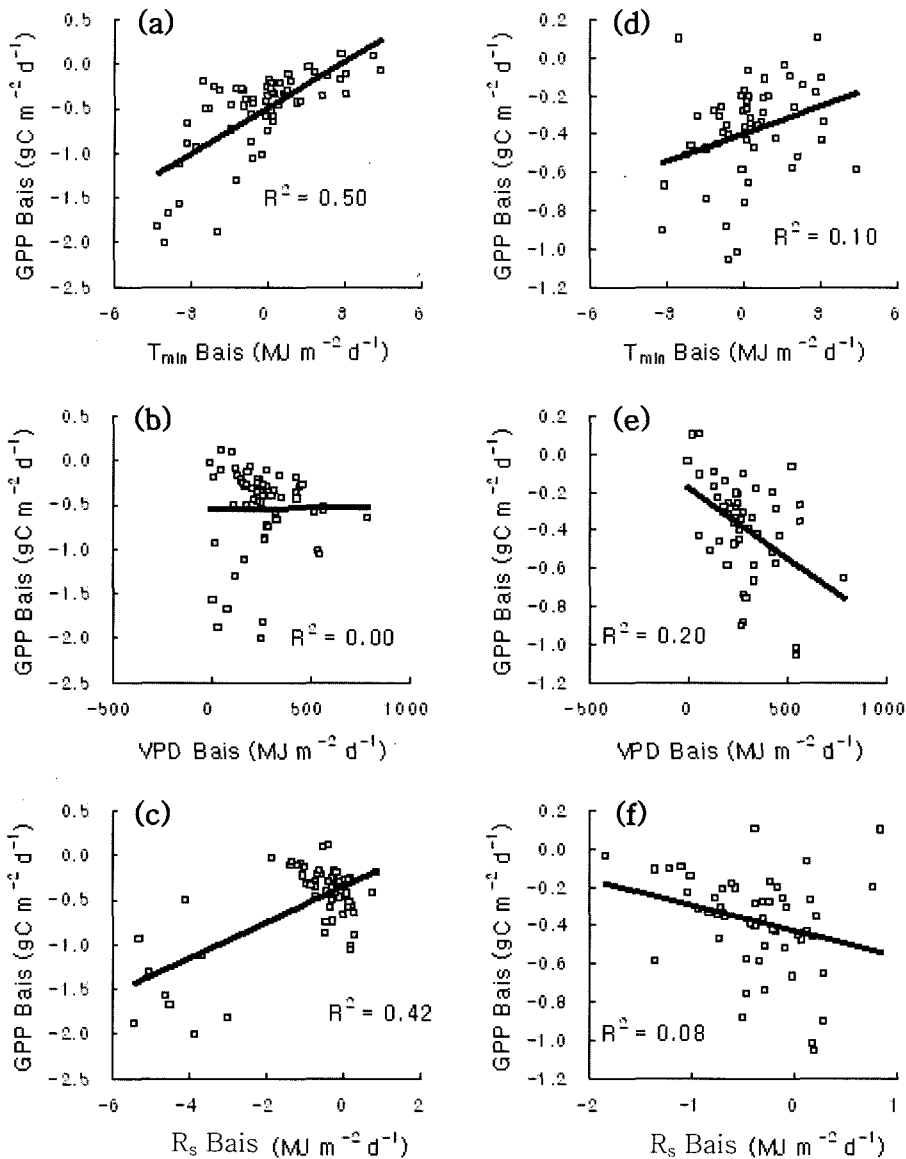 (a)
GPP Bais (gC m⁻² d⁻¹)
0.5
0.0
-0.5
-1.0
-1.5
-2.0
-2.5
R² = 0.50
-6 -3 0 3 6
Tmin Bais (MJ m⁻² d⁻¹)
(d)
GPP Bais (gC m⁻² d⁻¹)
0.2
0.0
-0.2
-0.4
-0.6
-0.8
-1.0
-1.2
R² = 0.10
-6 -3 0 3 6
Tmin Bais (MJ m⁻² d⁻¹)
(b)
GPP Bais (gC m⁻² d⁻¹)
0.5
0.0
-0.5
-1.0
-1.5
-2.0
-2.5
R² = 0.00
-500 0 500 1000
VPD Bais (MJ m⁻² d⁻¹)
(e)
GPP Bais (gC m⁻² d⁻¹)
0.2
0.0
-0.2
-0.4
-0.6
-0.8
-1.0
-1.2
R² = 0.20
-500 0 500 1000
VPD Bais (MJ m⁻² d⁻¹)
(c)
GPP Bais (gC m⁻² d⁻¹)
0.5
0.0
-0.5
-1.0
-1.5
-2.0
-2.5
R² = 0.42
-6 -4 -2 0 2
Rs Bais (MJ m⁻² d⁻¹)
(f)
GPP Bais (gC m⁻² d⁻¹)
0.2
0.0
-0.2
-0.4
-0.6
-0.8
-1.0
-1.2
R² = 0.08
-2 -1 0 1
Rs Bais (MJ m⁻² d⁻¹)